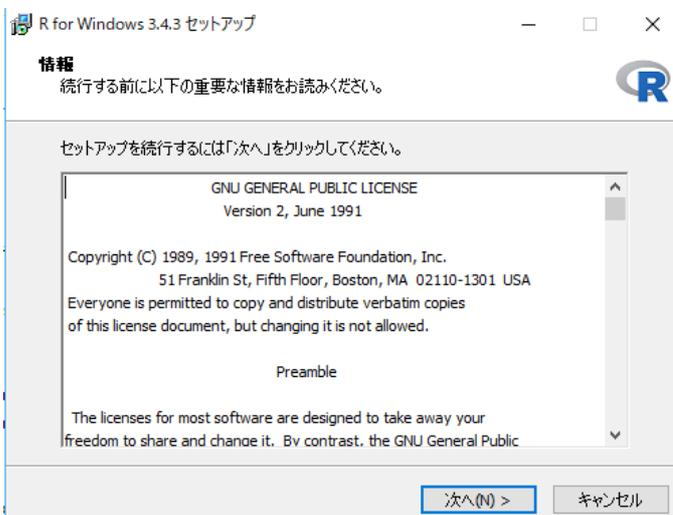 R for Windows 3.4.3 セットアップ
情報
続行する前に以下の重要な情報をお読みください。
R
セットアップを続行するには「次へ」をクリックしてください。
GNU GENERAL PUBLIC LICENSE
Version 2, June 1991
Copyright (C) 1989, 1991 Free Software Foundation, Inc.
51 Franklin St, Fifth Floor, Boston, MA 02110-1301 USA
Everyone is permitted to copy and distribute verbatim copies
of this license document, but changing it is not allowed.
Preamble
The licenses for most software are designed to take away your
freedom to share and change it. By contrast, the GNU General Public
次へ(N) >
キャンセル